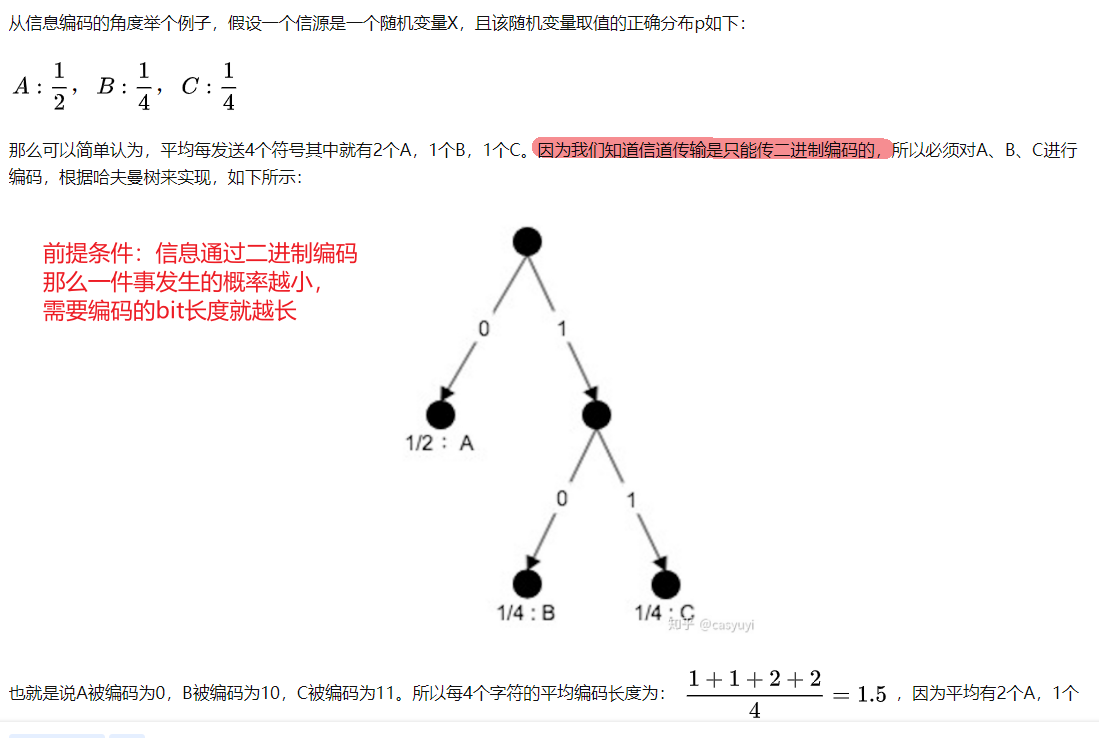 从信息编码的角度举个例子，假设一个信源是一个随机变量X，且该随机变量取值的正确分布p如下：
A : 1/2, B : 1/4, C : 1/4
那么可以简单认为，平均每发送4个符号其中就有2个A，1个B，1个C。因为我们知道信道传输是只能传二进制编码的，所以必须对A、B、C进行
编码，根据哈夫曼树来实现，如下所示：
前提条件：信息通过二进制编码
那么一件事发生的概率越小，
需要编码的bit长度就越长
0 1
1/2 : A
0 1
1/4 : B 1/4 : C
知乎 @casyuyi
也就是说A被编码为0，B被编码为10，C被编码为11。所以每4个字符的平均编码长度为： (1 + 1 + 2 + 2)/4 = 1.5 ，因为平均有2个A，1个